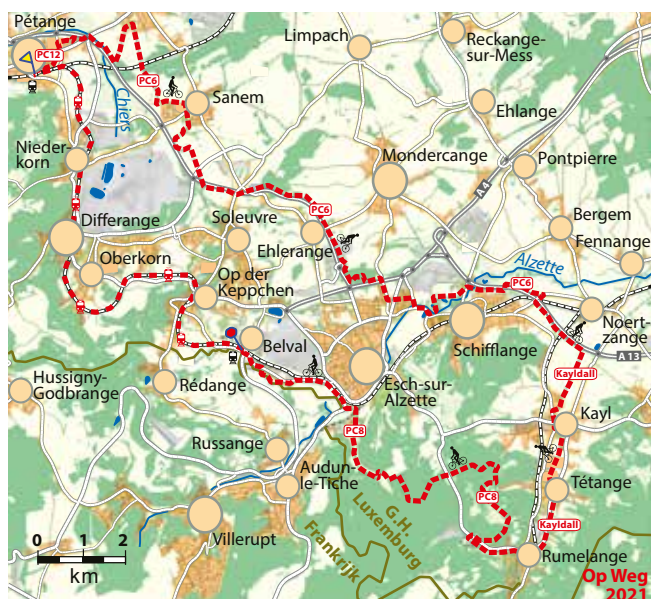 Pétange
PC12
Limpach
Reckange-
sur-Mess
PC6
Chiers
Sanem
Ehlange
Nieder-
korn
Mondercange
Pontpierre
A 4
Differange
Soleuvre
PC6
Bergem
Fennange
Ehlerange
Oberkorn
Alzette
Op der
Keppchen
PC6
Noert-
zange
Belval
Schifflange
A 13
Hussigny-
Godbrange
Rédange
Esch-sur-
Alzette
Kayldall
Kayl
PC8
Russange
Audun-
le-Tiche
PC8
Tétange
G.H.
Luxemburg
Frankrijk
Villerupt
Kayldall
Rumelange
0 1 2
km
Op Weg
2021